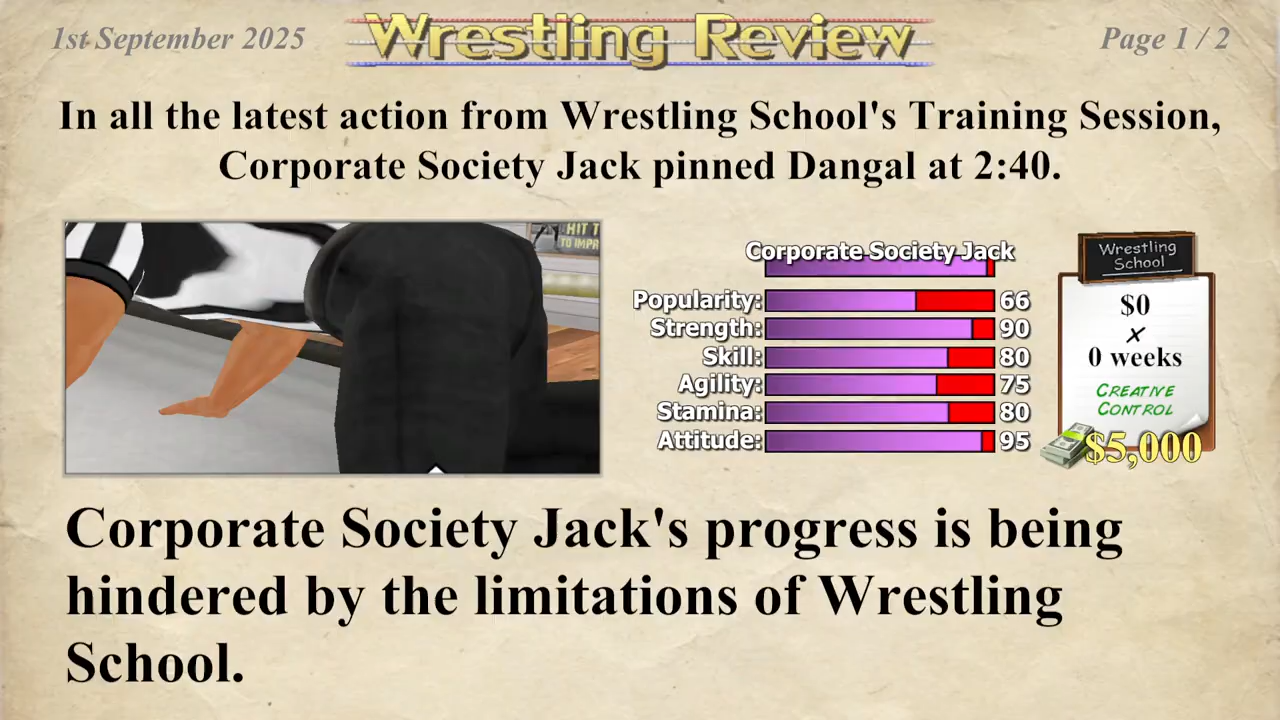 1st September 2025
Wrestling Review
Page 1 / 2
In all the latest action from Wrestling School's Training Session,
Corporate Society Jack pinned Dangal at 2:40.
HIT T
TO IMPR
Corporate Society Jack
Popularity: 66
Strength: 90
Skill: 80
Agility: 75
Stamina: 80
Attitude: 95
Wrestling
School
$0
x
0 weeks
CREATIVE
CONTROL
$5,000
Corporate Society Jack's progress is being
hindered by the limitations of Wrestling
School.